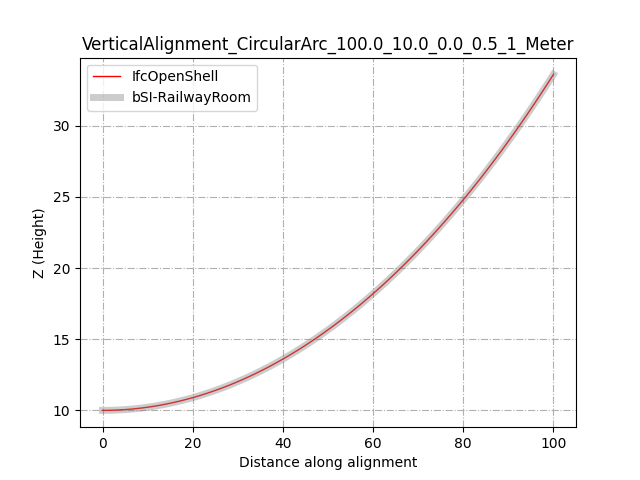 VerticalAlignment_CircularArc_100.0_10.0_0.0_0.5_1_Meter
IfcOpenShell
bSI-RailwayRoom
Z (Height)
30
25
20
15
10
0 20 40 60 80 100
Distance along alignment